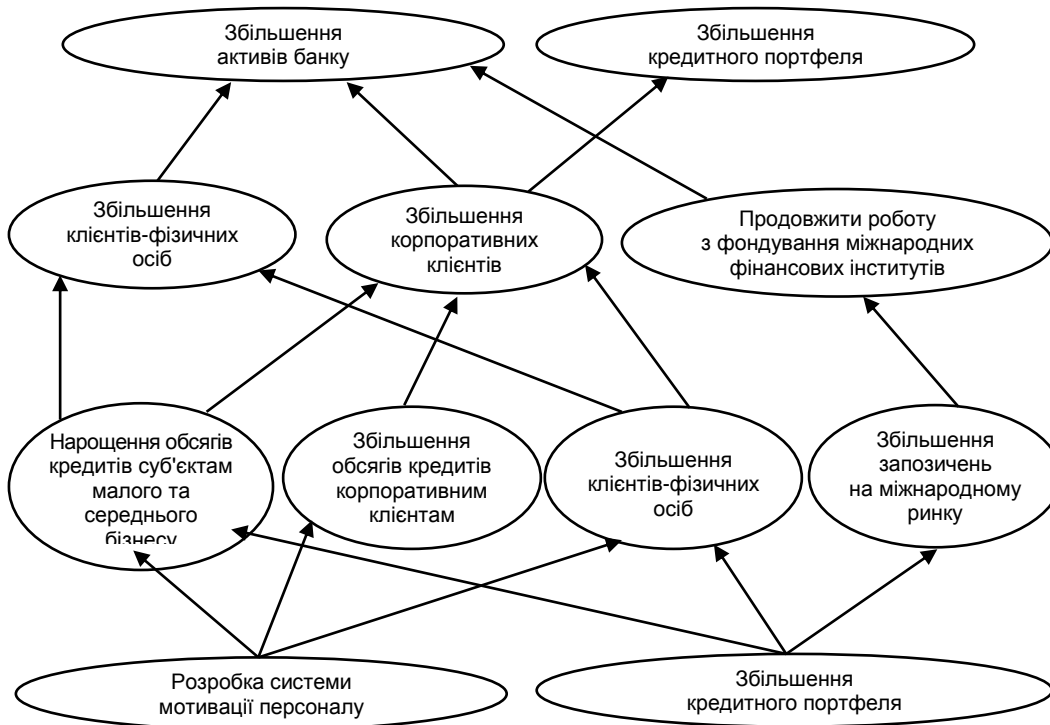 Збільшення
активів банку
Збільшення
кредитного портфеля
Збільшення
клієнтів-фізичних
осіб
Збільшення
корпоративних
клієнтів
Продовжити роботу
з фондування міжнародних
фінансових інститутів
Нарощення обсягів
кредитів суб'єктам
малого та
середнього
бізнесу
Збільшення
обсягів кредитів
корпоративним
клієнтам
Збільшення
клієнтів-фізичних
осіб
Збільшення
запозичень
на міжнародному
ринку
Розробка системи
мотивації персоналу
Збільшення
кредитного портфеля